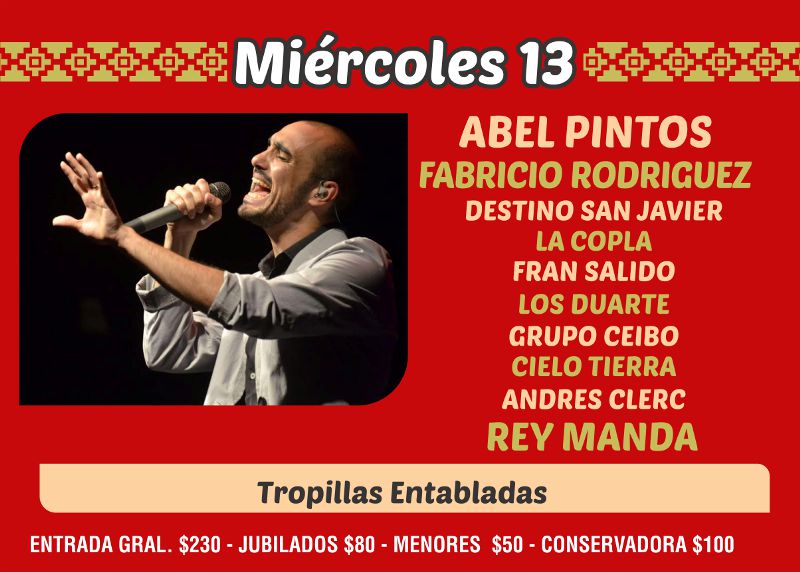 Miércoles 13
ABEL PINTOS
FABRICIO RODRIGUEZ
DESTINO SAN JAVIER
LA COPLA
FRAN SALIDO
LOS DUARTE
GRUPO CEIBO
CIELO TIERRA
ANDRES CLERC
REY MANDA
Tropillas Entabladas
ENTRADA GRAL. $230 - JUBILADOS $80 - MENORES $50 - CONSERVADORA $100